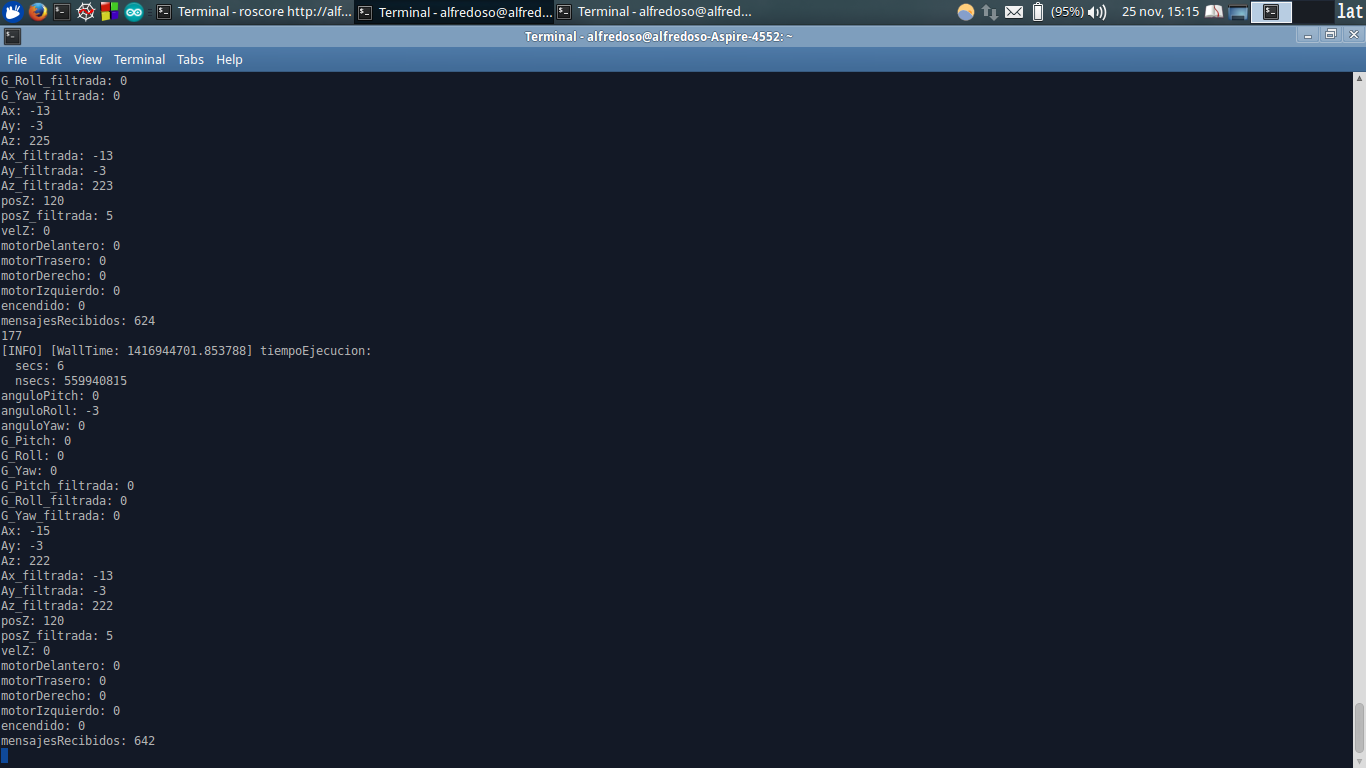 Terminal - roscore http://alf...
Terminal - alfredoso@alfred...
Terminal - alfredoso@alfred...
(95%)
25 nov, 15:15
lat
Terminal - alfredoso@alfredoso-Aspire-4552: ~
File Edit View Terminal Tabs Help
G_Roll_filtrada: 0
G_Yaw_filtrada: 0
Ax: -13
Ay: -3
Az: 225
Ax_filtrada: -13
Ay_filtrada: -3
Az_filtrada: 223
posZ: 120
posZ_filtrada: 5
velZ: 0
motorDelantero: 0
motorTrasero: 0
motorDerecho: 0
motorIzquierdo: 0
encendido: 0
mensajesRecibidos: 624
177
[INFO] [WallTime: 1416944701.853788] tiempoEjecucion:
  secs: 6
  nsecs: 559940815
anguloPitch: 0
anguloRoll: -3
anguloYaw: 0
G_Pitch: 0
G_Roll: 0
G_Yaw: 0
G_Pitch_filtrada: 0
G_Roll_filtrada: 0
G_Yaw_filtrada: 0
Ax: -15
Ay: -3
Az: 222
Ax_filtrada: -13
Ay_filtrada: -3
Az_filtrada: 222
posZ: 120
posZ_filtrada: 5
velZ: 0
motorDelantero: 0
motorTrasero: 0
motorDerecho: 0
motorIzquierdo: 0
encendido: 0
mensajesRecibidos: 642